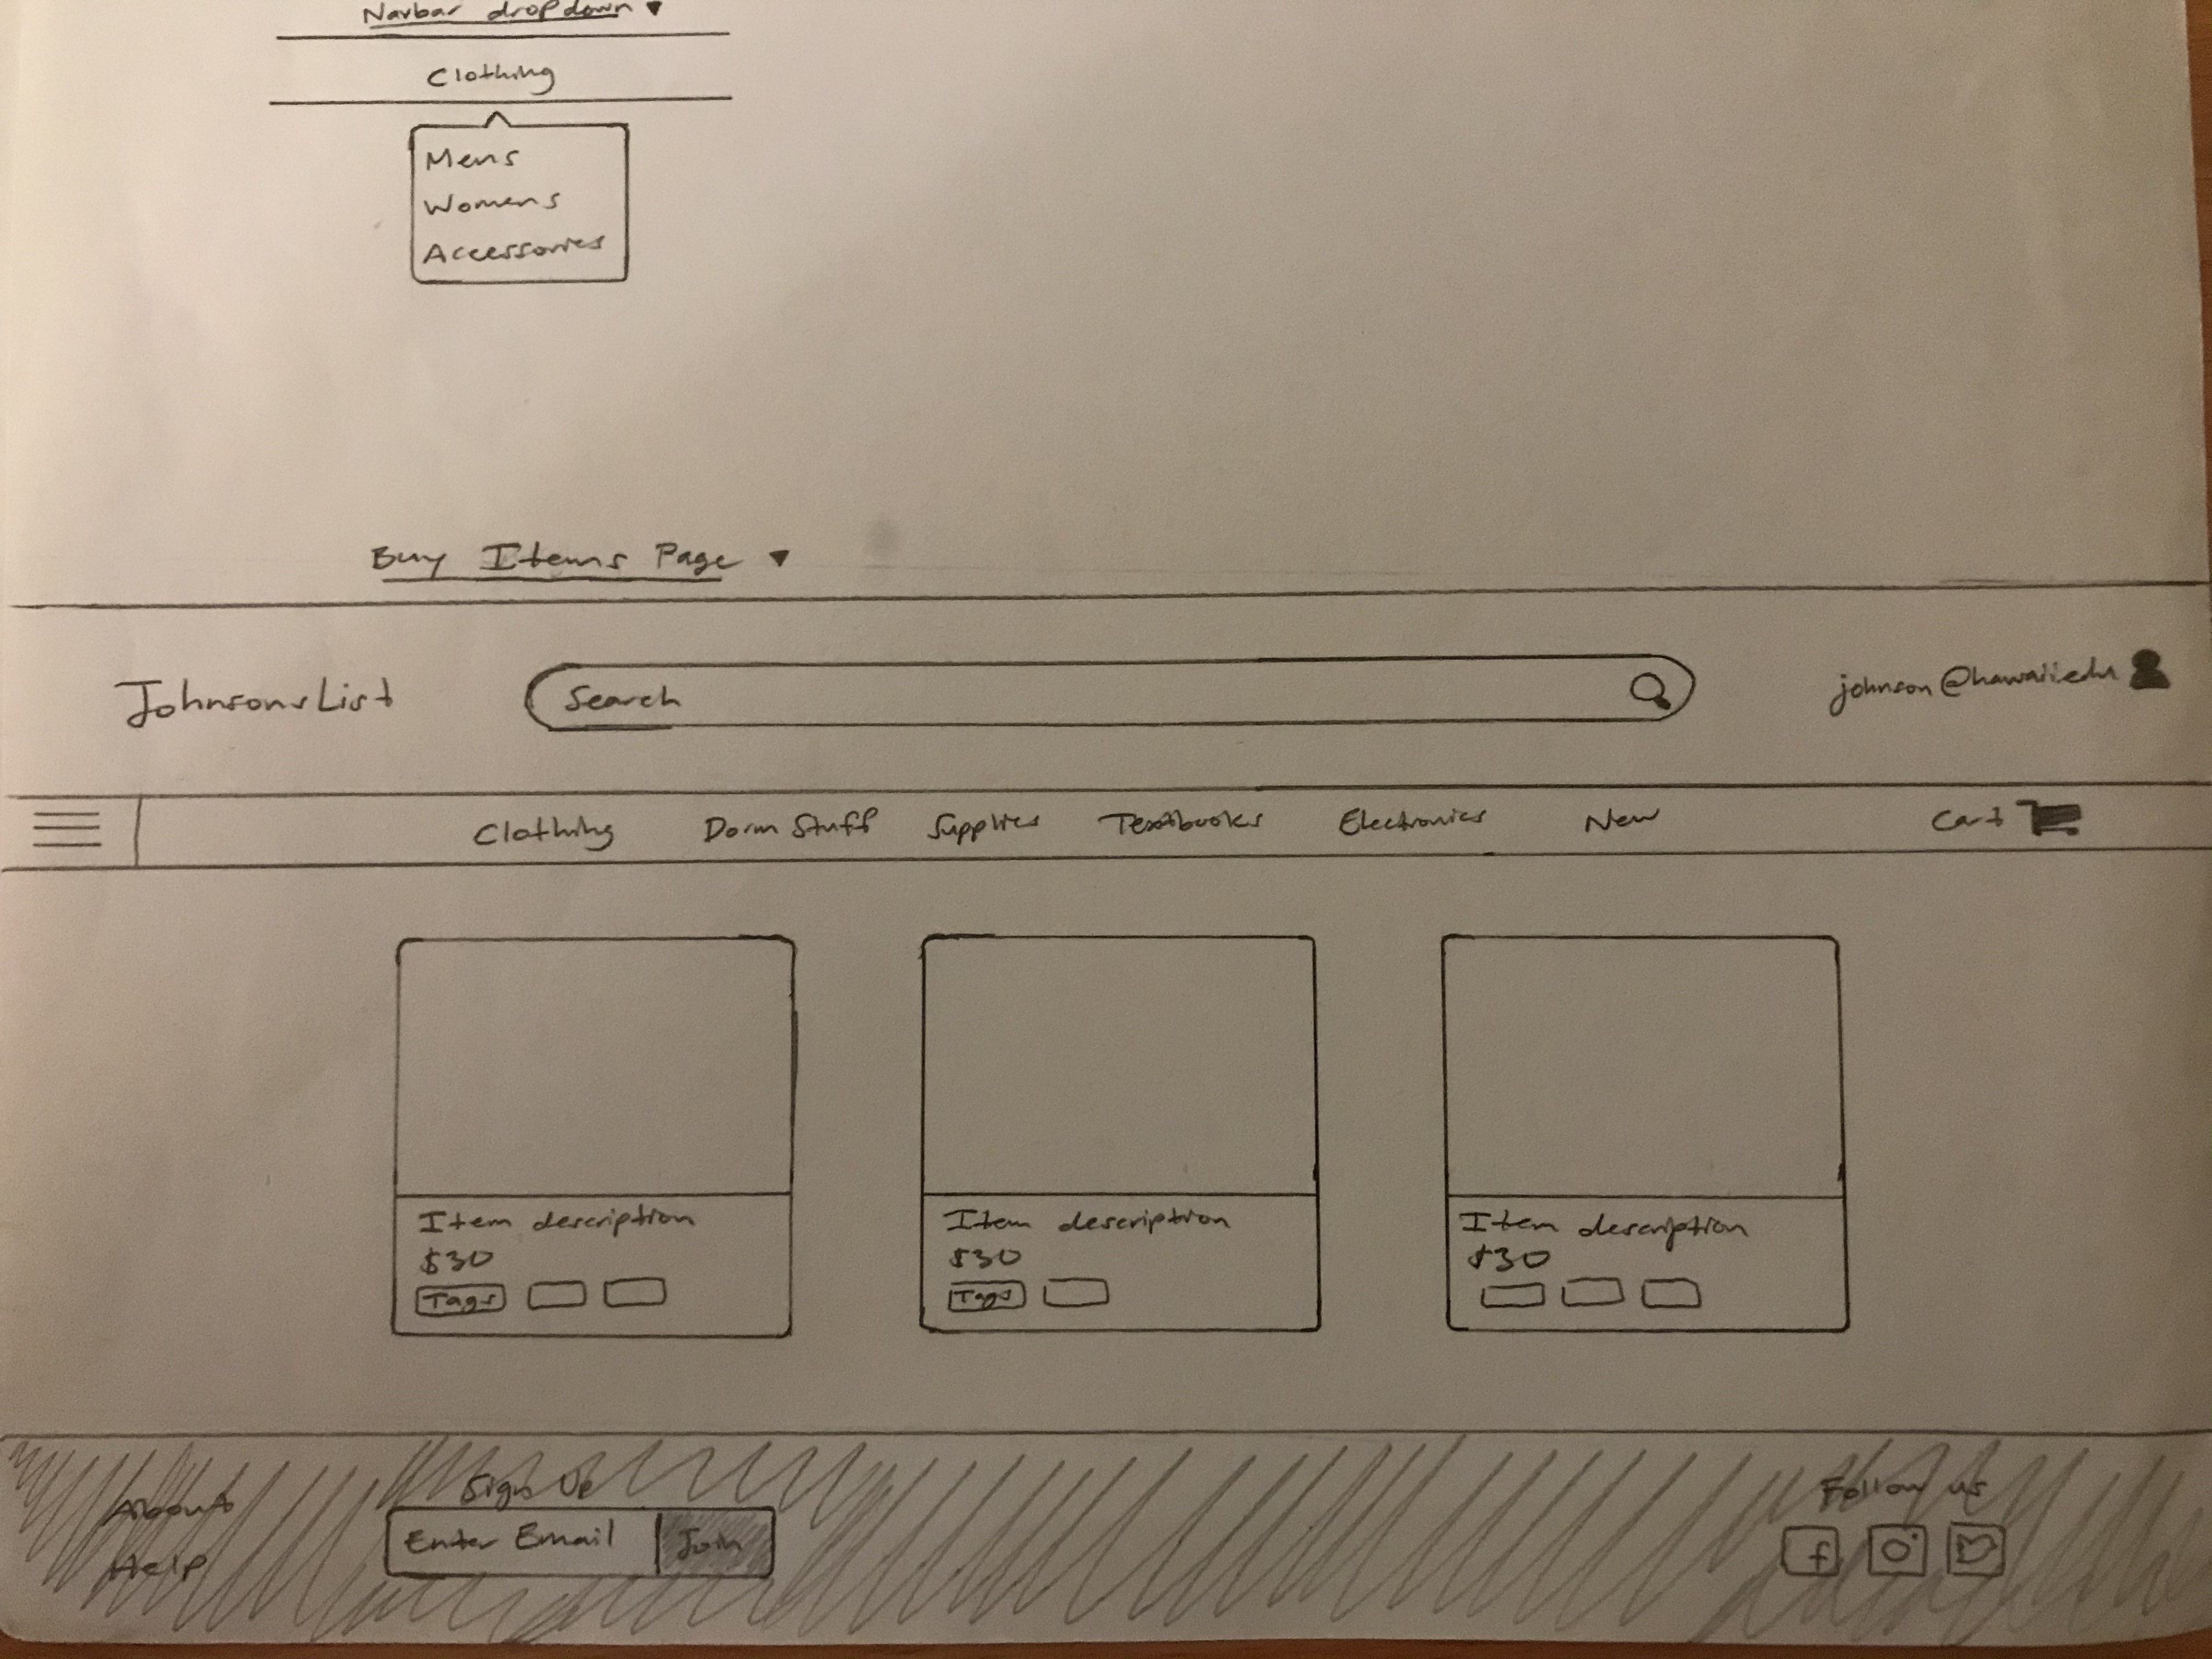 Navbar dropdown
Clothing
Mens
Womens
Accessories
Buy Items Page
JohnsonsList
Search
johnson@hawaii.edu
Clothing Dorm Stuff Supplies Textbooks Electronics New Cart
Item description Item description Item description
$30 $30 $30
Tags Tags
About
Help
Sign Up
Enter Email Join
Follow us
f